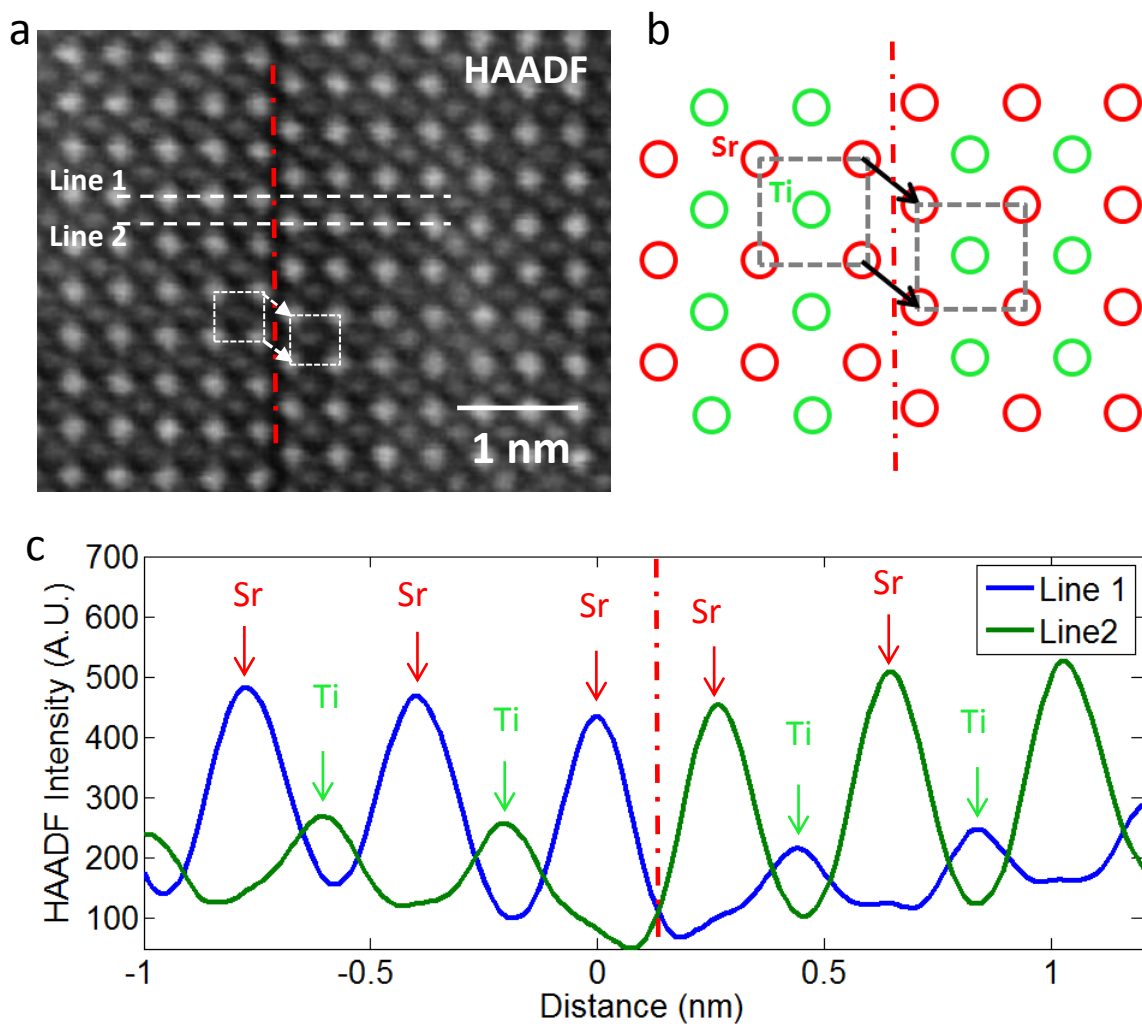 a
HAADF
Line 1
Line 2
1 nm
b
Sr
Ti
c
HAADF Intensity (A.U.)
700
600
500
400
300
200
100
Sr
Sr
Sr
Sr
Sr
Ti
Ti
Ti
Ti
Line 1
Line2
-1
-0.5
0
0.5
1
Distance (nm)